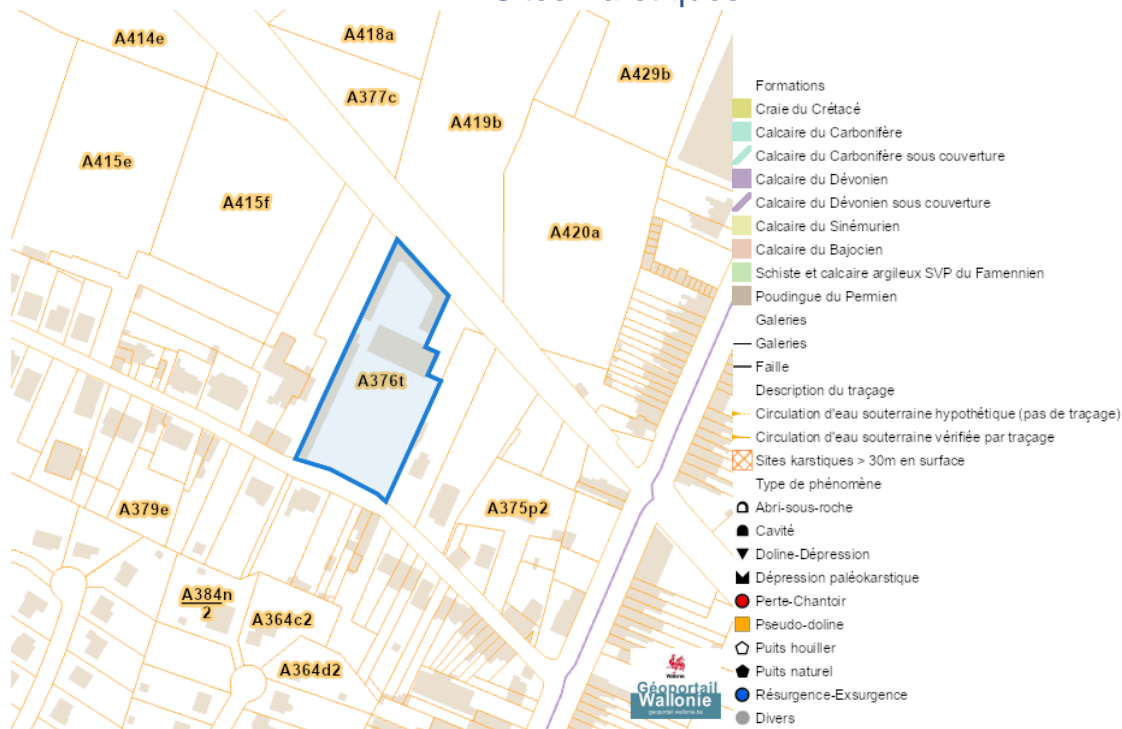 A414e
A418a
A377c
A429b
A419b
A415e
A415f
A420a
A376t
A375p2
A379e
A384n
2
A364c2
A364d2
Wallonie
Géoportail
Wallonie
geoportail.wallonie.be
Formations
Craie du Crétacé
Calcaire du Carbonifère
Calcaire du Carbonifère sous couverture
Calcaire du Dévonien
Calcaire du Dévonien sous couverture
Calcaire du Sinémurien
Calcaire du Bajocien
Schiste et calcaire argileux SVP du Famennien
Poudingue du Permien
Galeries
Galeries
Faille
Description du traçage
Circulation d'eau souterraine hypothétique (pas de traçage)
Circulation d'eau souterraine vérifiée par traçage
Sites karstiques > 30m en surface
Type de phénomène
Abri-sous-roche
Cavité
Doline-Dépression
Dépression paléokarstique
Perte-Chantoir
Pseudo-doline
Puits houiller
Puits naturel
Résurgence-Exsurgence
Divers